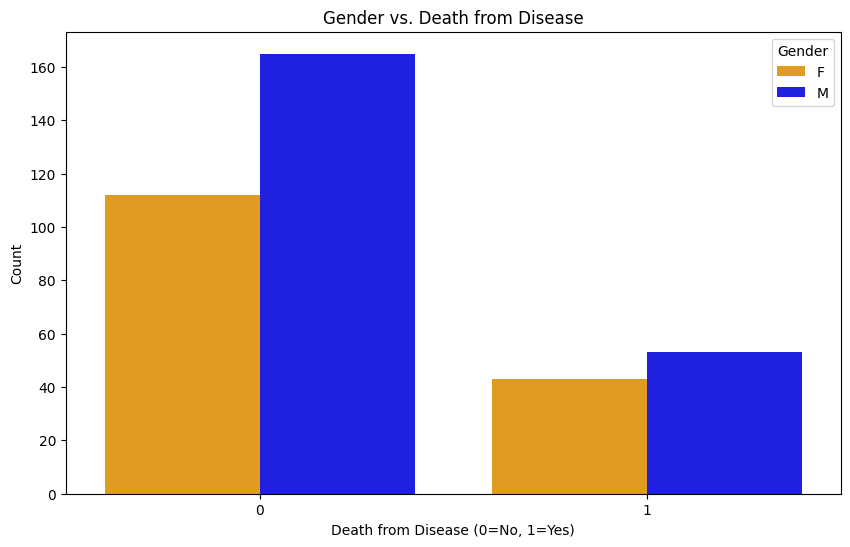 Gender vs. Death from Disease
Gender
F
M
Count
160
140
120
100
80
60
40
20
0
0
1
Death from Disease (0=No, 1=Yes)